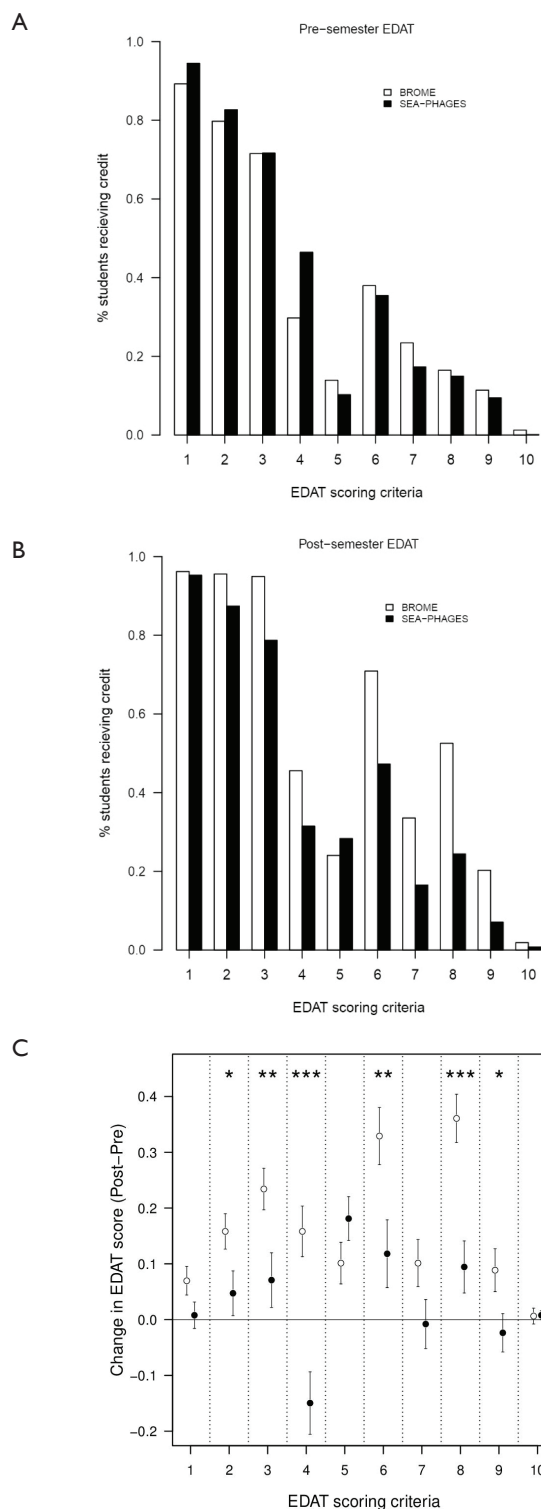 A
Pre−semester EDAT
BROME
SEA−PHAGES
% students recieving credit
1.0
0.8
0.6
0.4
0.2
0.0
1 2 3 4 5 6 7 8 9 10
EDAT scoring criteria
B
Post−semester EDAT
BROME
SEA−PHAGES
% students recieving credit
1.0
0.8
0.6
0.4
0.2
0.0
1 2 3 4 5 6 7 8 9 10
EDAT scoring criteria
C
* ** *** ** *** *
Change in EDAT score (Post−Pre)
0.4
0.3
0.2
0.1
0.0
−0.1
−0.2
1 2 3 4 5 6 7 8 9 10
EDAT scoring criteria